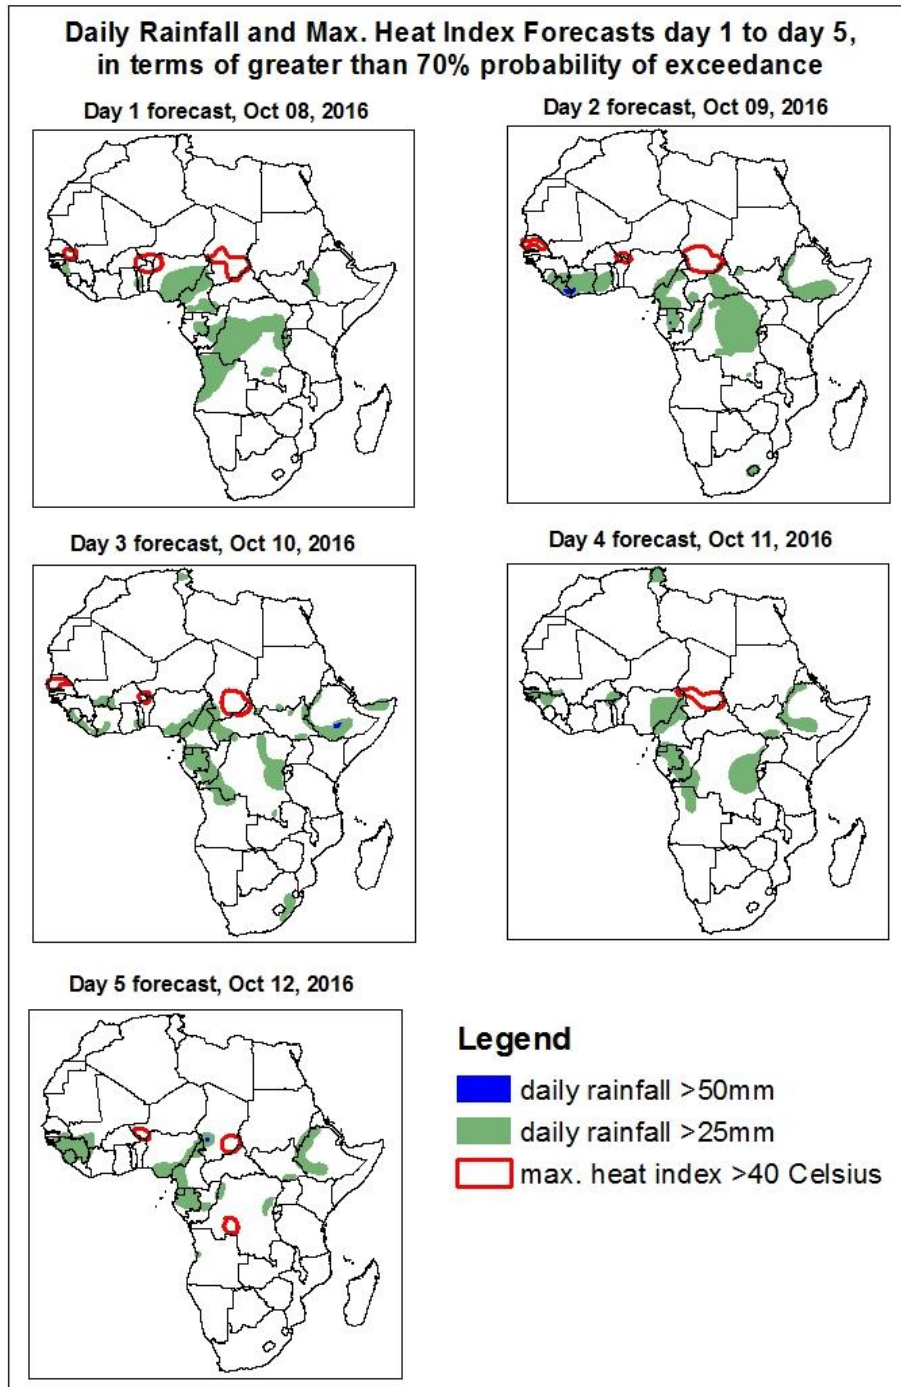 Daily Rainfall and Max. Heat Index Forecasts day 1 to day 5,
in terms of greater than 70% probability of exceedance
Day 1 forecast, Oct 08, 2016
Day 2 forecast, Oct 09, 2016
Day 3 forecast, Oct 10, 2016
Day 4 forecast, Oct 11, 2016
Day 5 forecast, Oct 12, 2016
Legend
daily rainfall >50mm
daily rainfall >25mm
max. heat index >40 Celsius